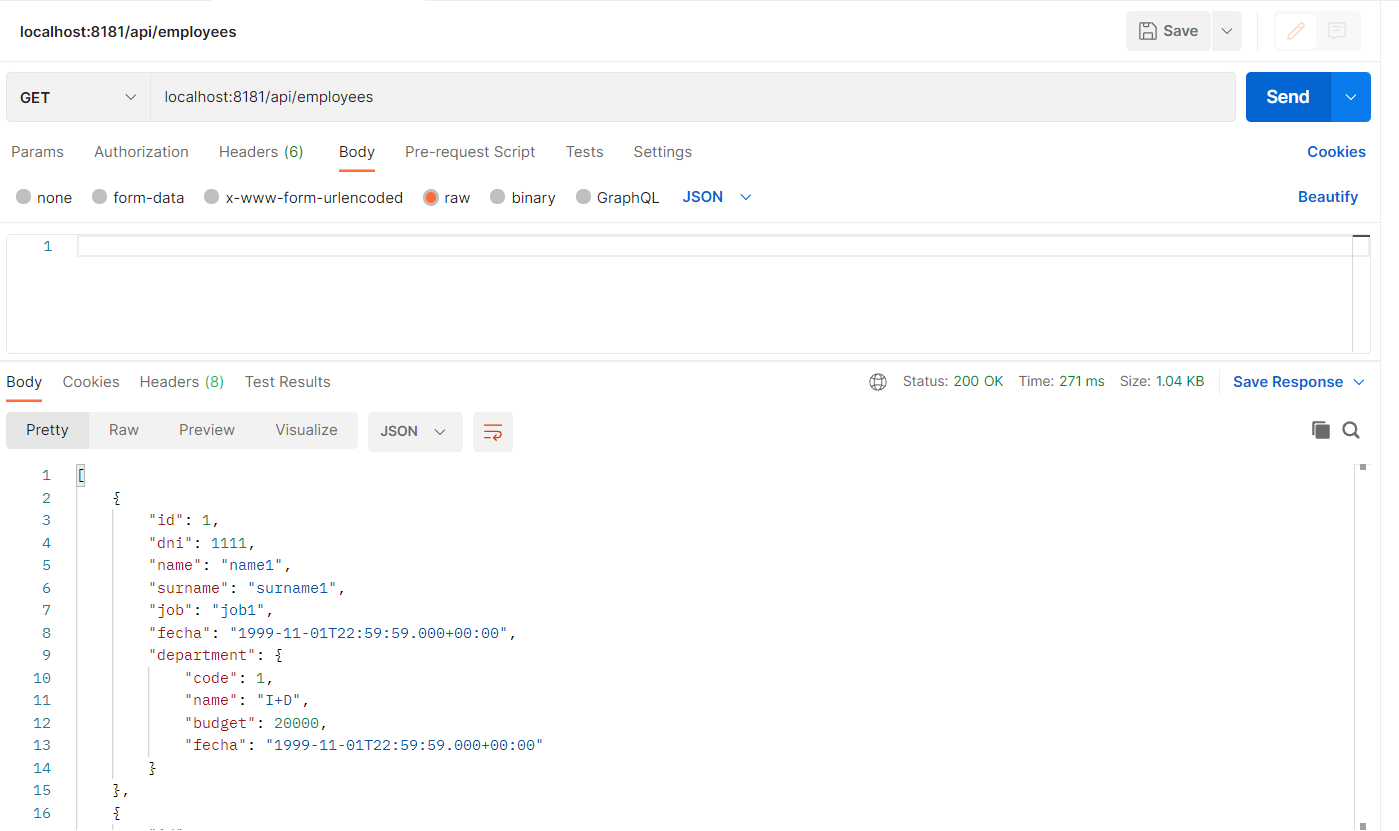 localhost:8181/api/employees
Save
GET
localhost:8181/api/employees
Send
Params Authorization Headers (6) Body Pre-request Script Tests Settings Cookies
none form-data x-www-form-urlencoded raw binary GraphQL JSON Beautify
1
Body Cookies Headers (8) Test Results Status: 200 OK Time: 271 ms Size: 1.04 KB Save Response
Pretty Raw Preview Visualize JSON
1 [
2 {
3 "id": 1,
4 "dni": 1111,
5 "name": "name1",
6 "surname": "surname1",
7 "job": "job1",
8 "fecha": "1999-11-01T22:59:59.000+00:00",
9 "department": {
10 "code": 1,
11 "name": "I+D",
12 "budget": 20000,
13 "fecha": "1999-11-01T22:59:59.000+00:00"
14 }
15 },
16 {